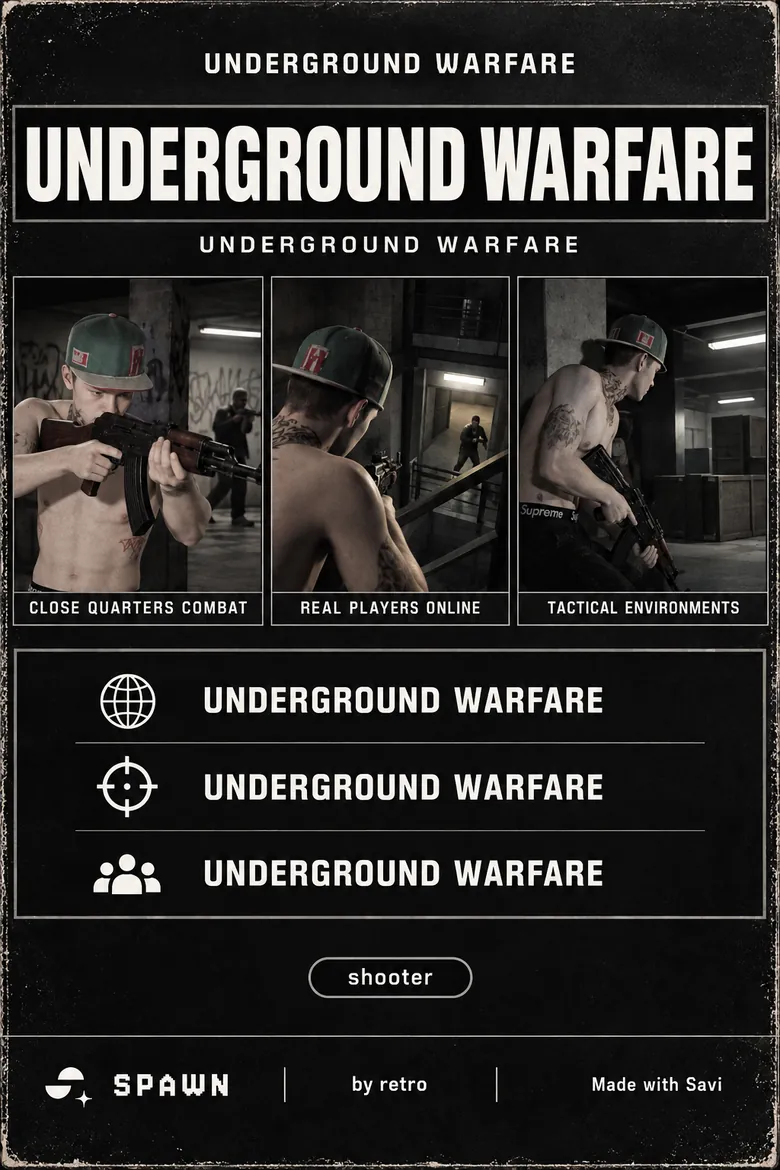 UNDERGROUND WARFARE
UNDERGROUND WARFARE
UNDERGROUND WARFARE
Supreme
CLOSE QUARTERS COMBAT
REAL PLAYERS ONLINE
TACTICAL ENVIRONMENTS
UNDERGROUND WARFARE
UNDERGROUND WARFARE
UNDERGROUND WARFARE
shooter
SPAWN
by retro
Made with Savi